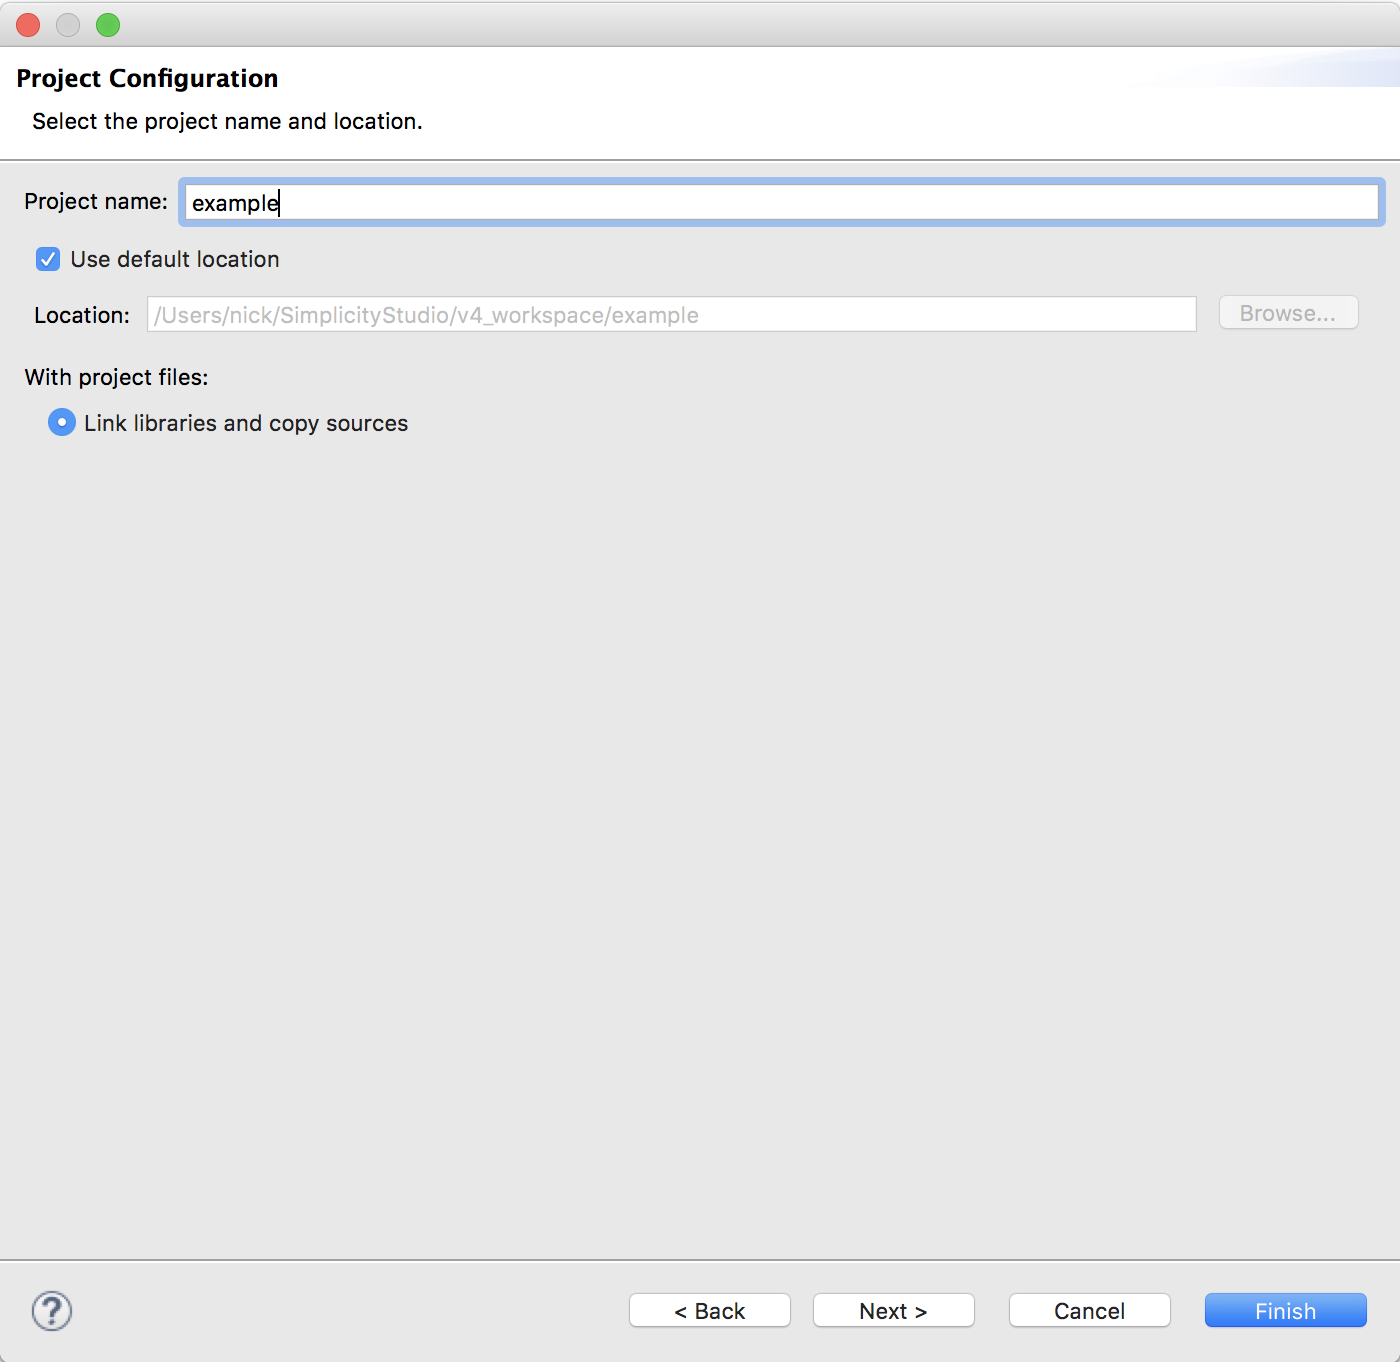 Project Configuration
Select the project name and location.
Project name: example
Use default location
Location: /Users/nick/SimplicityStudio/v4_workspace/example Browse...
With project files:
Link libraries and copy sources
? < Back Next > Cancel Finish